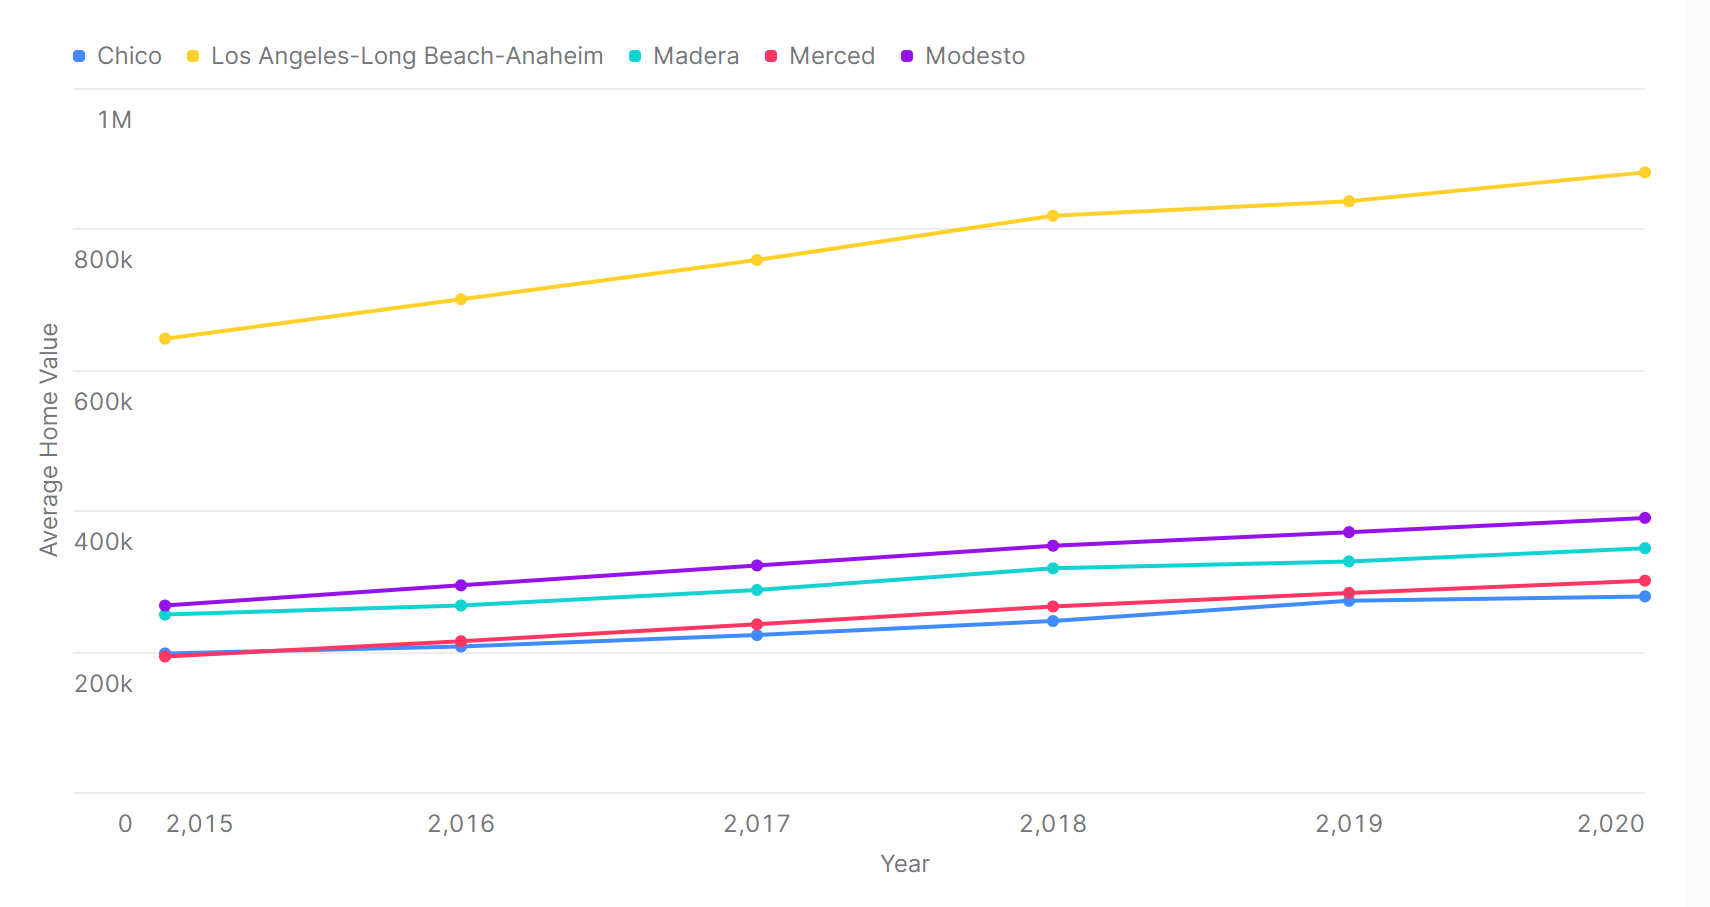 Chico Los Angeles-Long Beach-Anaheim Madera Merced Modesto
1M
800k
600k
400k
200k
0
Average Home Value
2,015 2,016 2,017 2,018 2,019 2,020
Year